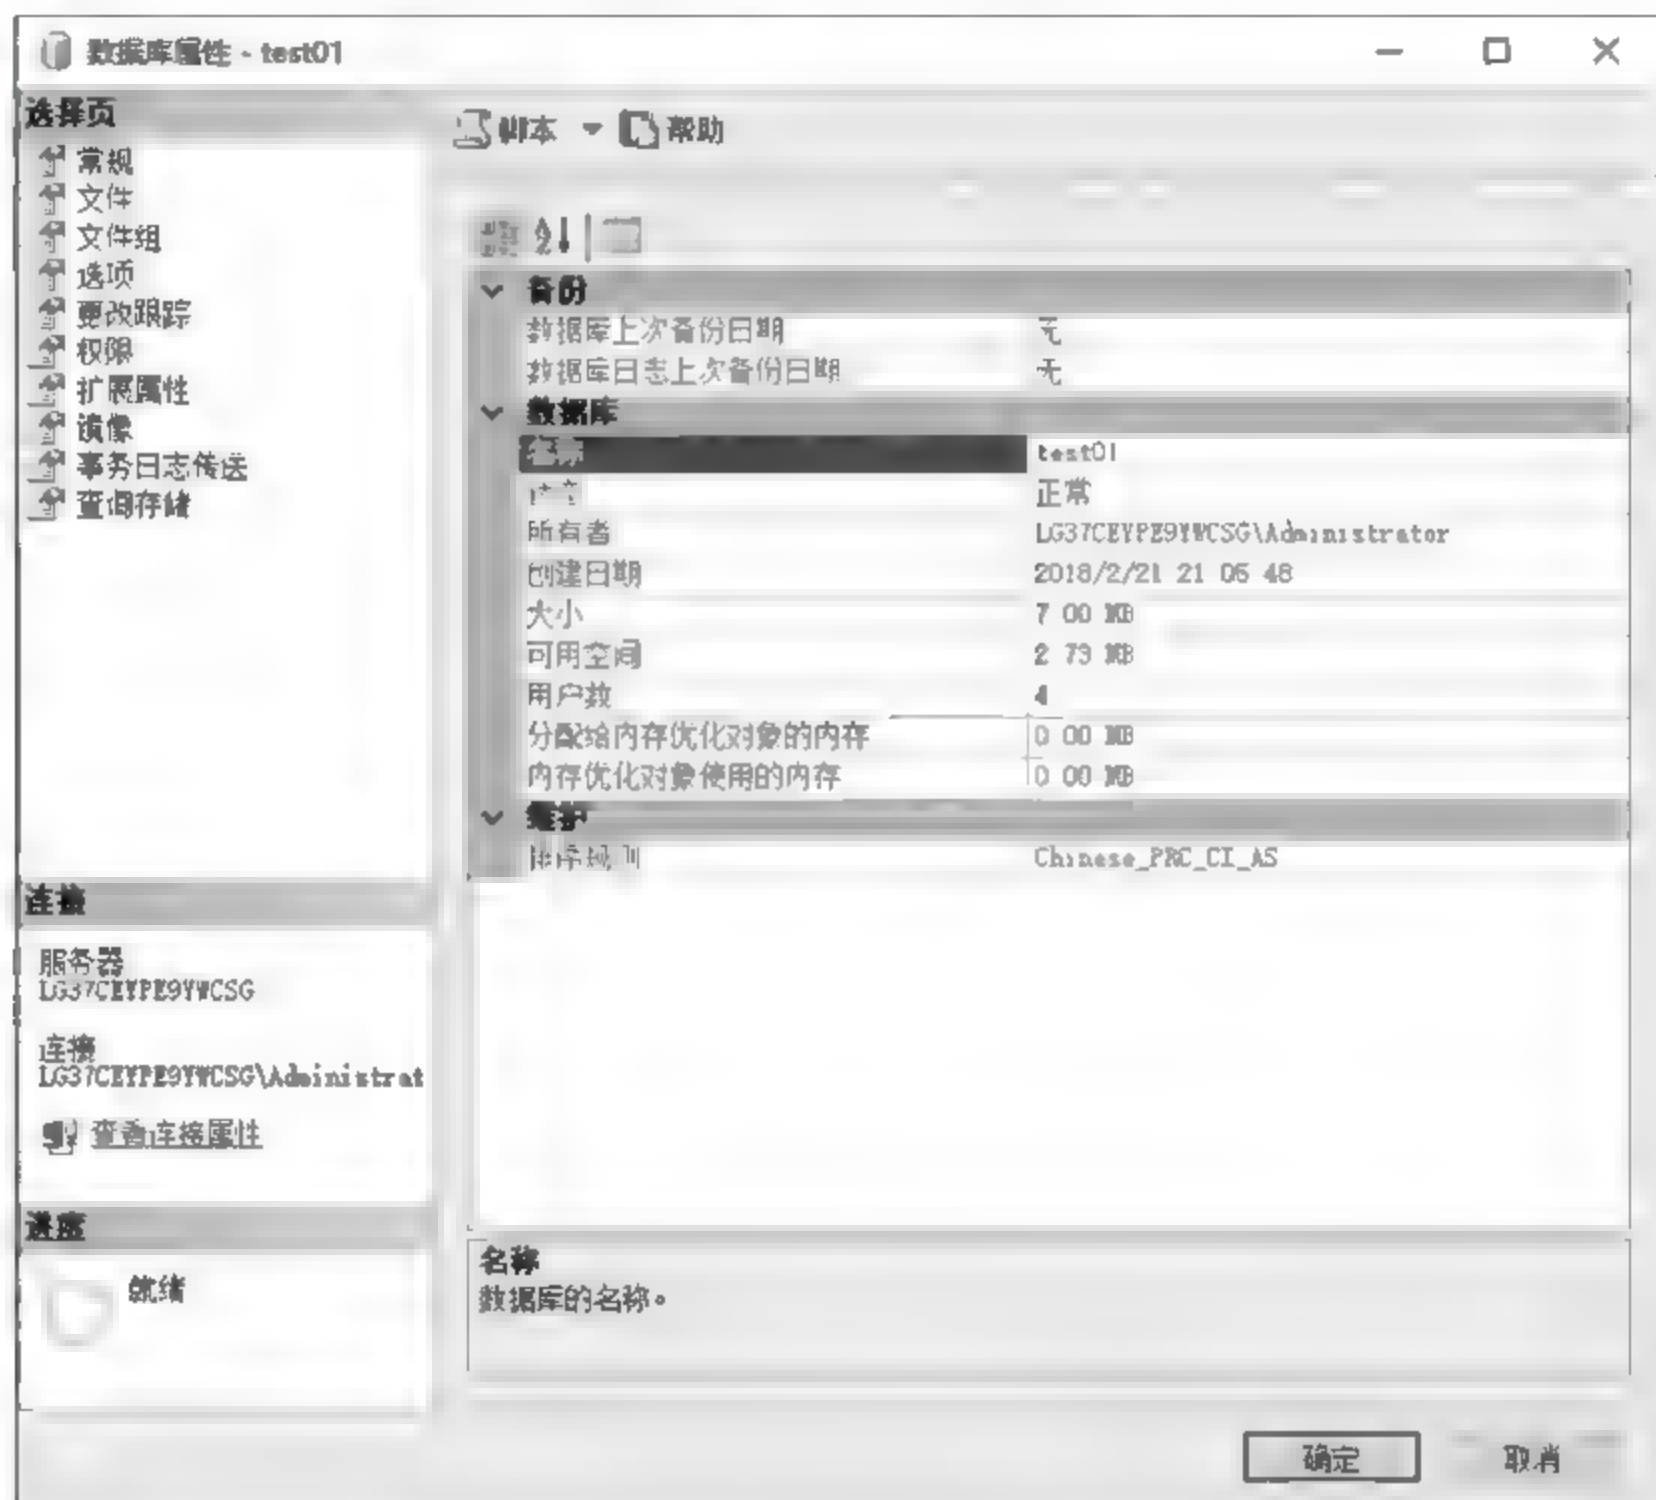 数据库属性 - test01
选择页
常规
文件
文件组
选项
更改跟踪
权限
扩展属性
镜像
事务日志传送
查询存储
脚本 帮助
备份
数据库上次备份日期 无
数据库日志上次备份日期 无
数据库
名称 test01
状态 正常
所有者 LG37CEYPE9YWCSG\Administrator
创建日期 2018/2/21 21 06 48
大小 7 00 MB
可用空间 2 73 MB
用户数 4
分配给内存优化对象的内存 0 00 MB
内存优化对象使用的内存 0 00 MB
维护
排序规则 Chinese_PRC_CI_AS
连接
服务器
LG37CEYPE9YWCSG
连接
LG37CEYPE9YWCSG\Administrat
查看连接属性
进度
就绪
名称
数据库的名称。
确定 取消